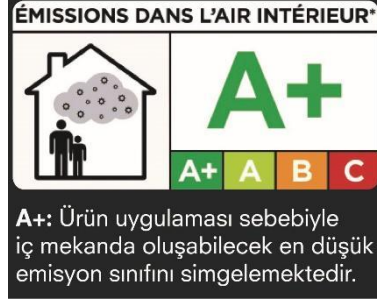 ÉMISSIONS DANS L'AIR INTÉRIEUR*
A+
A+ A B C
A+: Ürün uygulaması sebebiyle
iç mekanda oluşabilecek en düşük
emisyon sınıfını simgelemektedir.